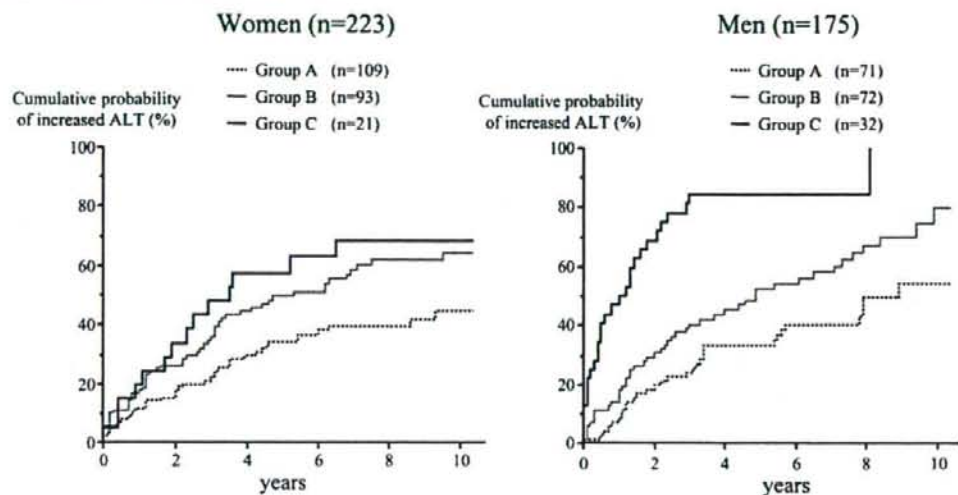 Women (n=223)
Group A (n=109)
Group B (n=93)
Group C (n=21)
Cumulative probability
of increased ALT (%)
100
80
60
40
20
0
0 2 4 6 8 10
years
Men (n=175)
Group A (n=71)
Group B (n=72)
Group C (n=32)
Cumulative probability
of increased ALT (%)
100
80
60
40
20
0
0 2 4 6 8 10
years